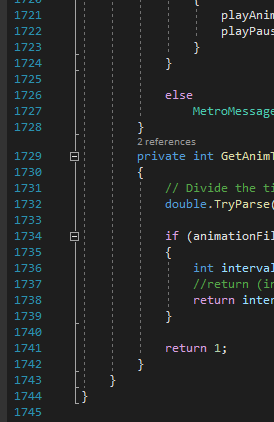 1720 {
1721 playAni
1722 playPaus
1723 }
1724 }
1725
1726 else
1727 MetroMessage
1728 }
2 references
1729 private int GetAnimT
1730 {
1731 // Divide the ti
1732 double.TryParse(
1733
1734 if (animationFil
1735 {
1736 int interval
1737 //return (in
1738 return inter
1739 }
1740
1741 return 1;
1742 }
1743 }
1744 }
1745